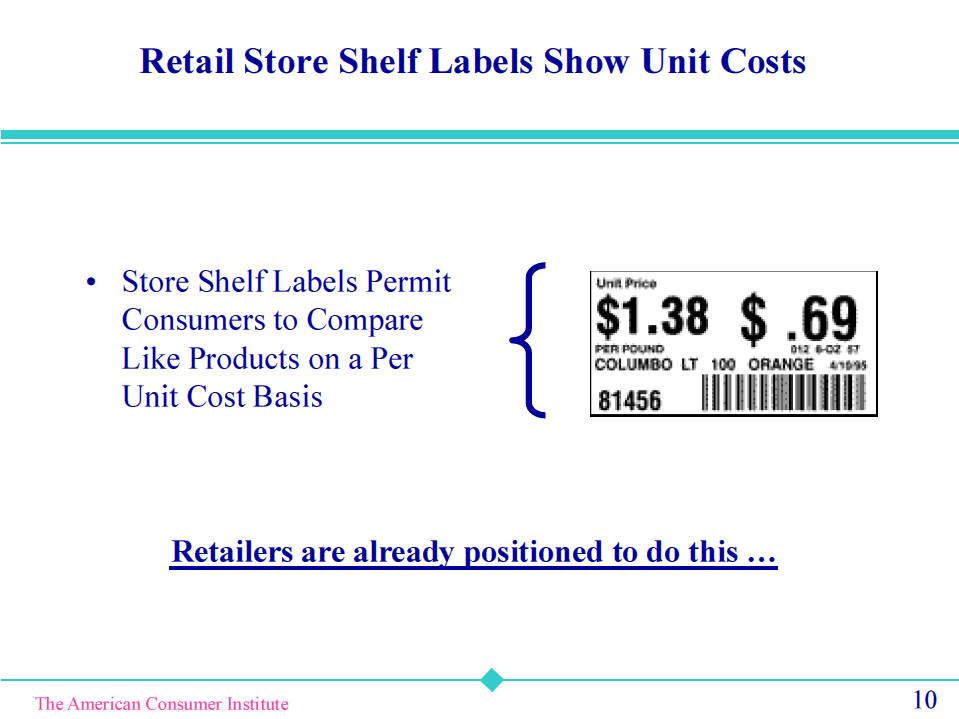 Retail Store Shelf Labels Show Unit Costs
• Store Shelf Labels Permit
Consumers to Compare
Like Products on a Per
Unit Cost Basis
Unit Price
$1.38 $ .69
PER POUND 012 8-OZ 57
COLUMBO LT 100 ORANGE 4/10/95
81456
Retailers are already positioned to do this …
The American Consumer Institute
10